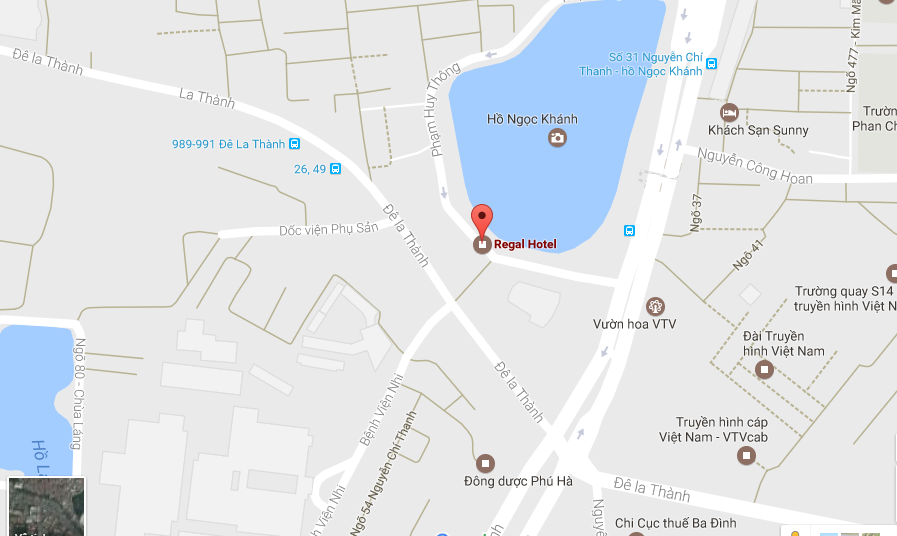 Đê la Thành
La Thành
989-991 Đê La Thành
26, 49
Phạm Huy Thông
Hồ Ngọc Khánh
Số 31 Nguyễn Chí
Thanh - hồ Ngọc Khánh
Khách Sạn Sunny
Ngõ 477 - Kim Mã
Trườn
Phan Ch
Nguyễn Công Hoan
Dốc viện Phụ Sản
Đê la Thành
Regal Hotel
Ngõ 37
Ngõ 41
Trường quay S14
truyền hình Việt N
Vườn hoa VTV
Đài Truyền
hình Việt Nam
Ngõ 80 - Chùa Láng
Bệnh Viện Nhi
Đê la Thành
Truyền hình cáp
Việt Nam - VTVcab
Ngõ 54 Nguyễn Chí Thanh
Đông dược Phú Hà
Hồ L
Đê la Thành
h Viện Nhi
Nguyễ
Chi Cục thuế Ba Đình